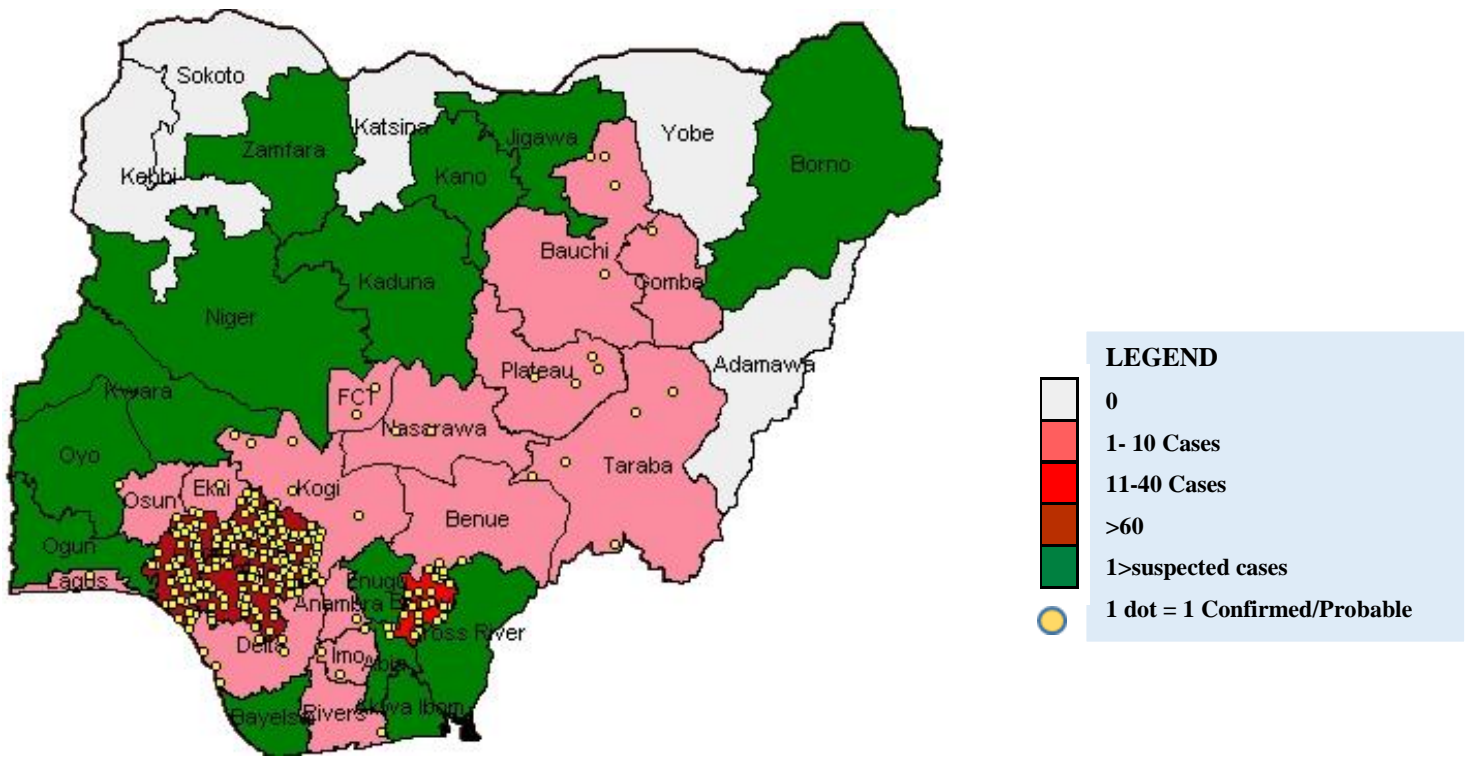 Sokoto
Katsina
Yobe
Jigawa
Zamfara
Borno
Kebbi
Kano
Bauchi
Kaduna
Gombe
Niger
Adamawa
Plateau
Kwara
FCT
Nasarawa
Oyo
Taraba
Osun
Ekiti
Kogi
Benue
Ogun
Lagos
Enugu
Anambra
Cross River
Delta
Imo
Abia
Bayelsa
Rivers
Akwa Ibom
LEGEND
0
1- 10 Cases
11-40 Cases
>60
1>suspected cases
1 dot = 1 Confirmed/Probable